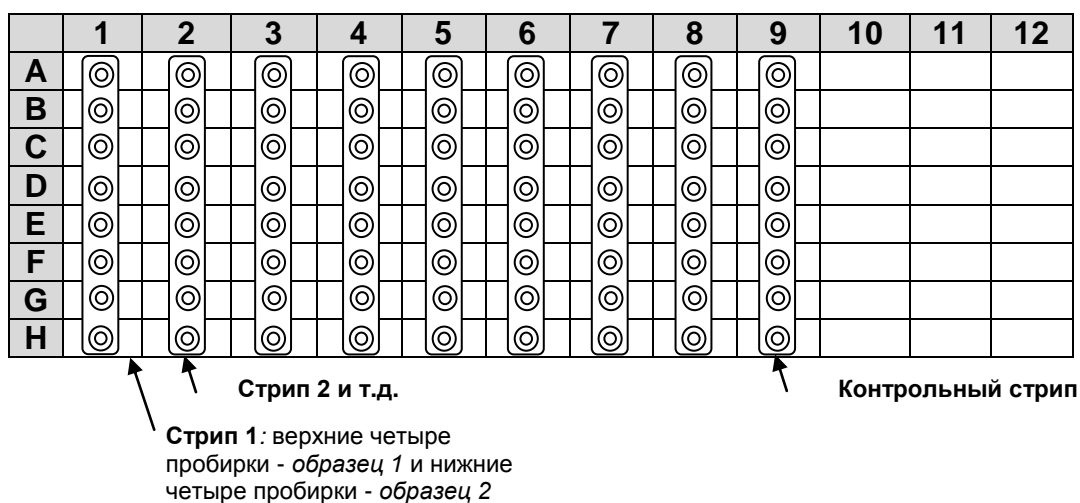 1 2 3 4 5 6 7 8 9 10 11 12
A
B
C
D
E
F
G
H
Стрип 2 и т.д.
Контрольный стрип
Стрип 1: верхние четыре
пробирки - образец 1 и нижние
четыре пробирки - образец 2